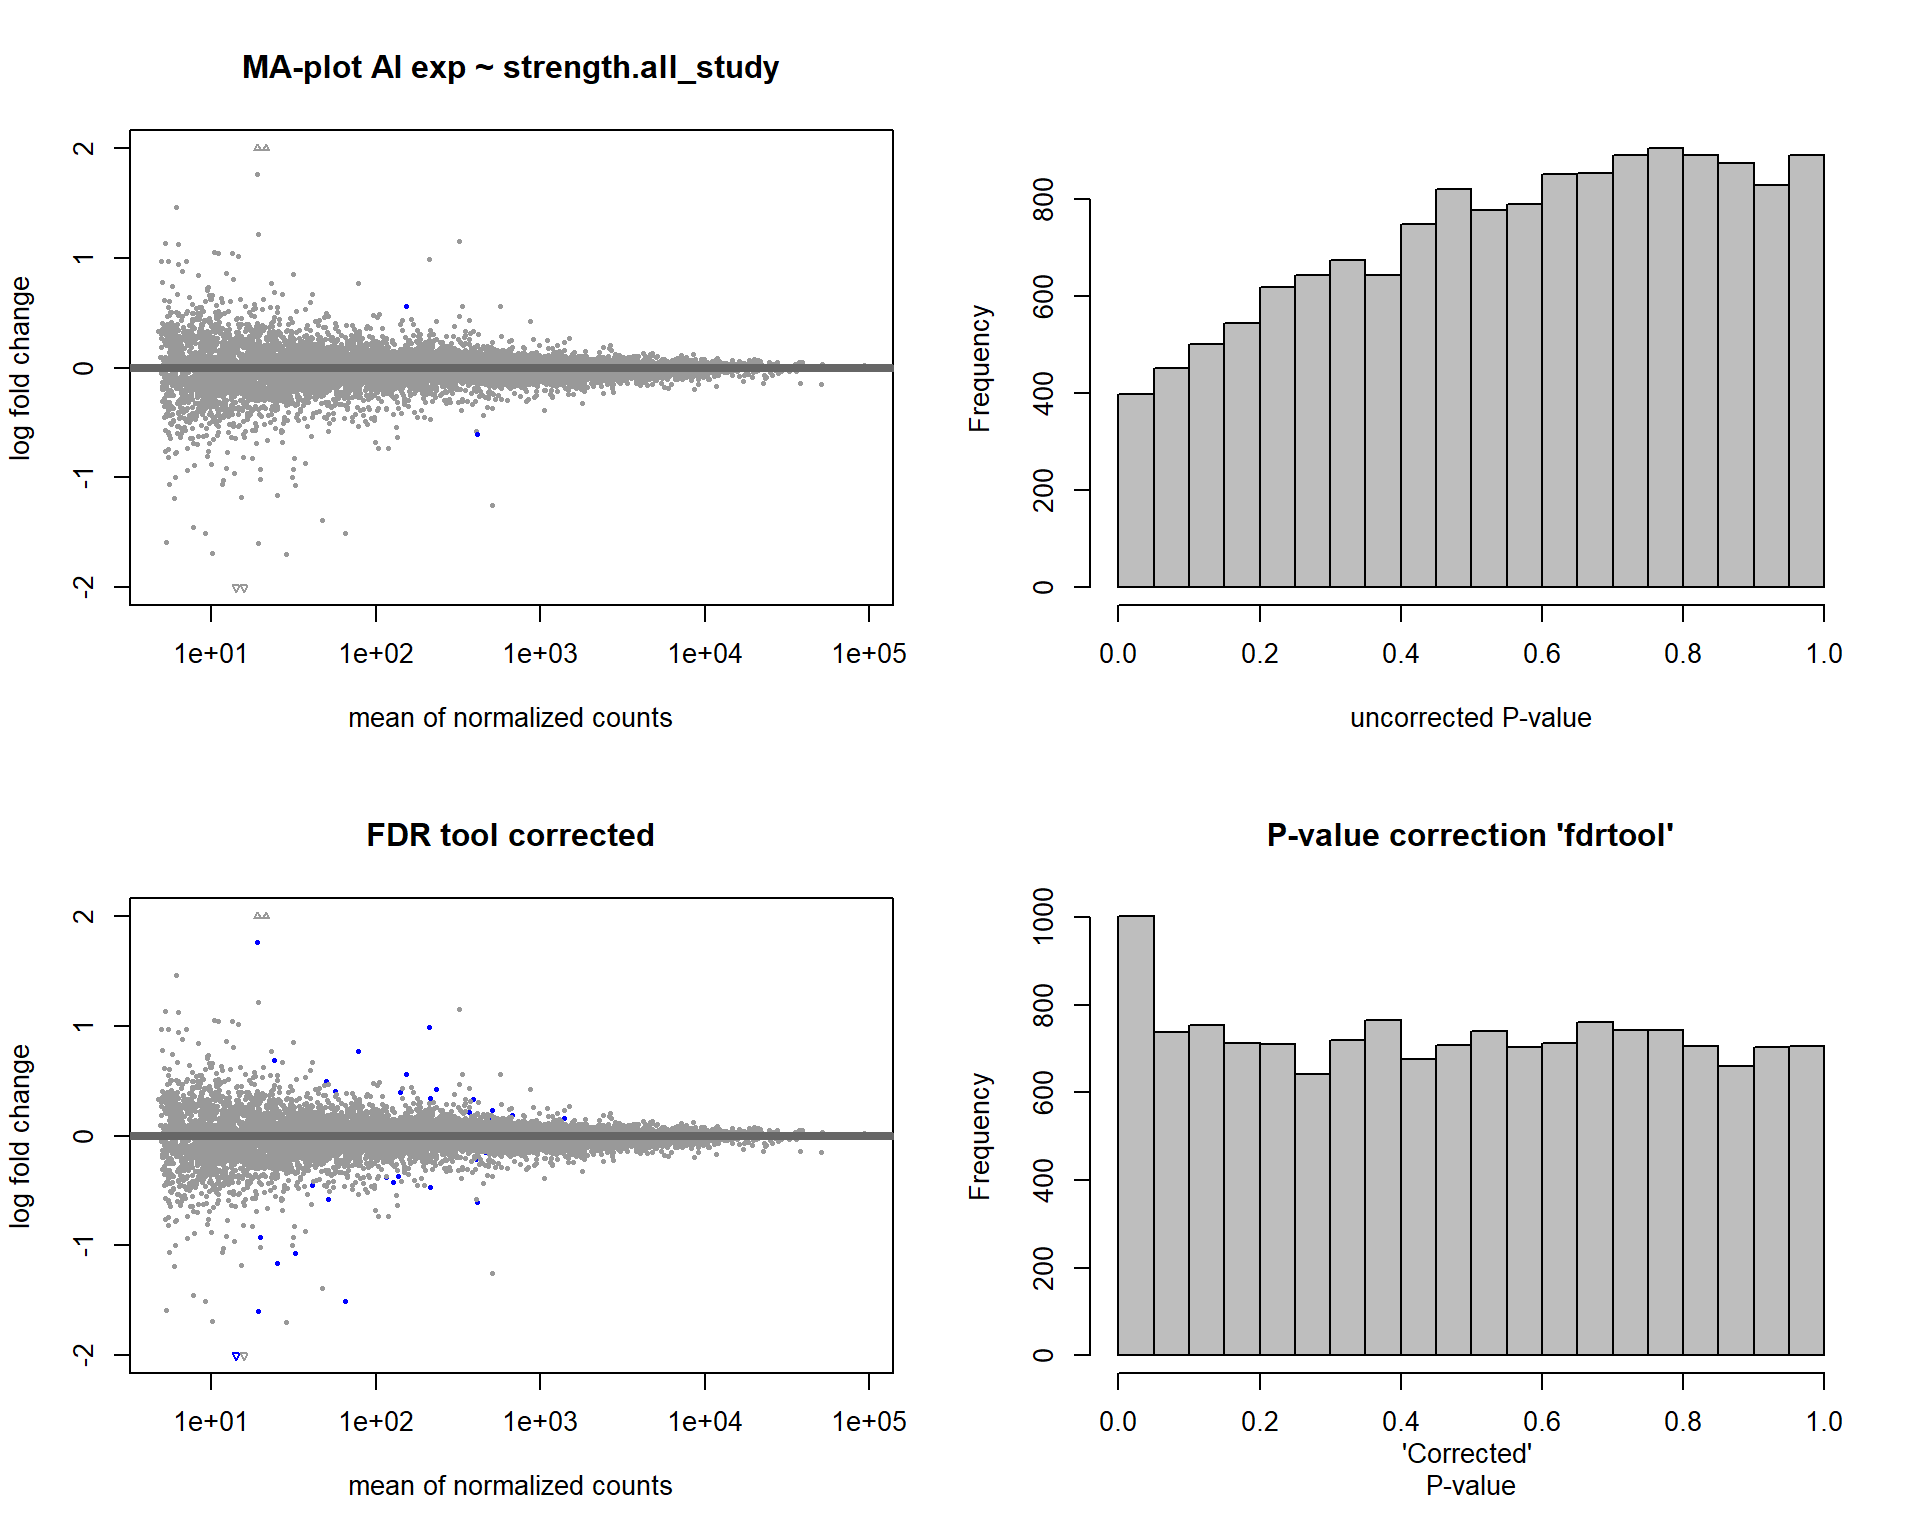 MA-plot AI exp ~ strength.all_study
log fold change
2
1
0
-1
-2
1e+01 1e+02 1e+03 1e+04 1e+05
mean of normalized counts
Frequency
800
600
400
200
0
0.0 0.2 0.4 0.6 0.8 1.0
uncorrected P-value
FDR tool corrected
log fold change
2
1
0
-1
-2
1e+01 1e+02 1e+03 1e+04 1e+05
mean of normalized counts
P-value correction 'fdrtool'
Frequency
1000
800
600
400
200
0
0.0 0.2 0.4 0.6 0.8 1.0
'Corrected'
P-value